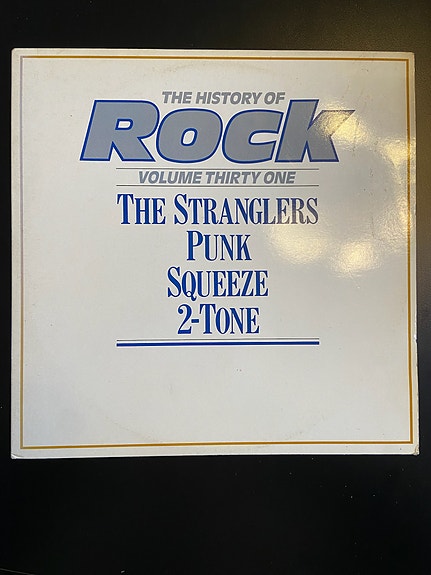 THE HISTORY OF
Rock
VOLUME THIRTY ONE
THE STRANGLERS
PUNK
SQUEEZE
2-TONE